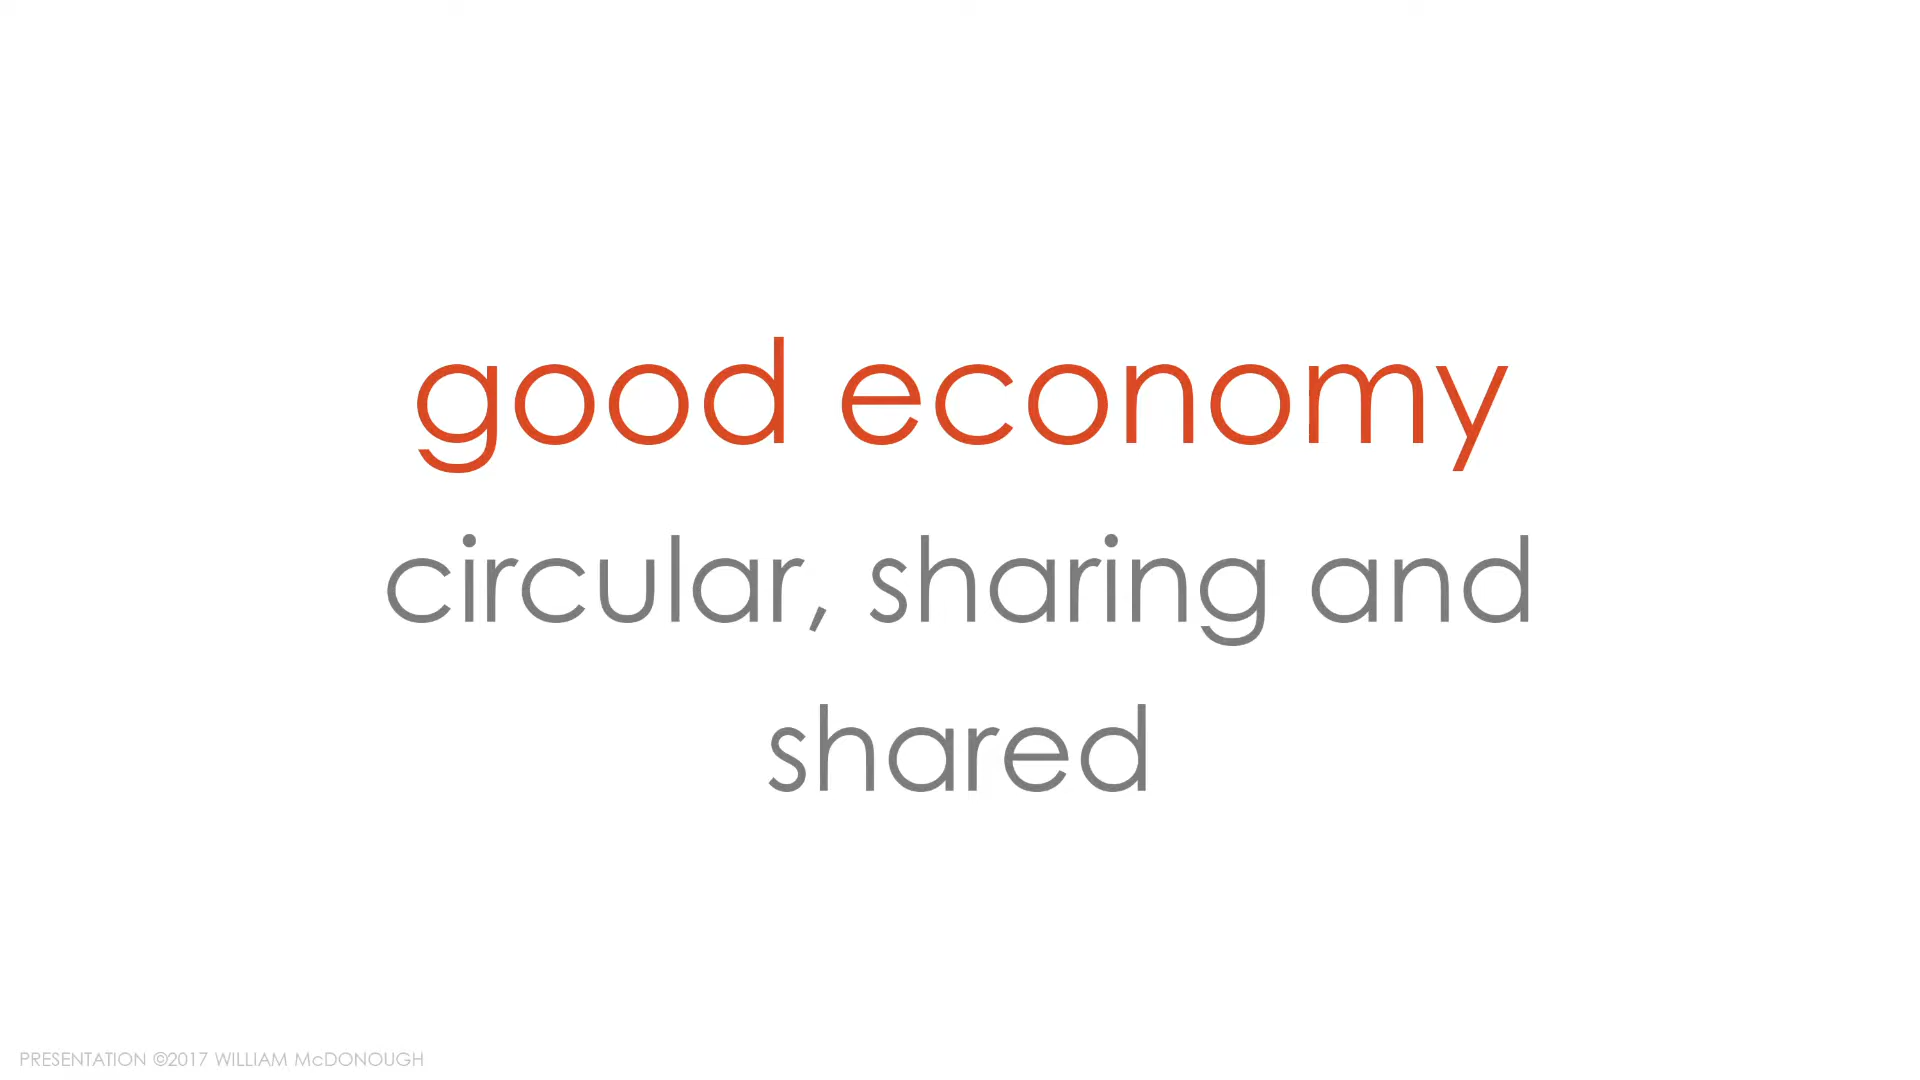 good economy
circular, sharing and
shared
PRESENTATION ©2017 WILLIAM McDONOUGH